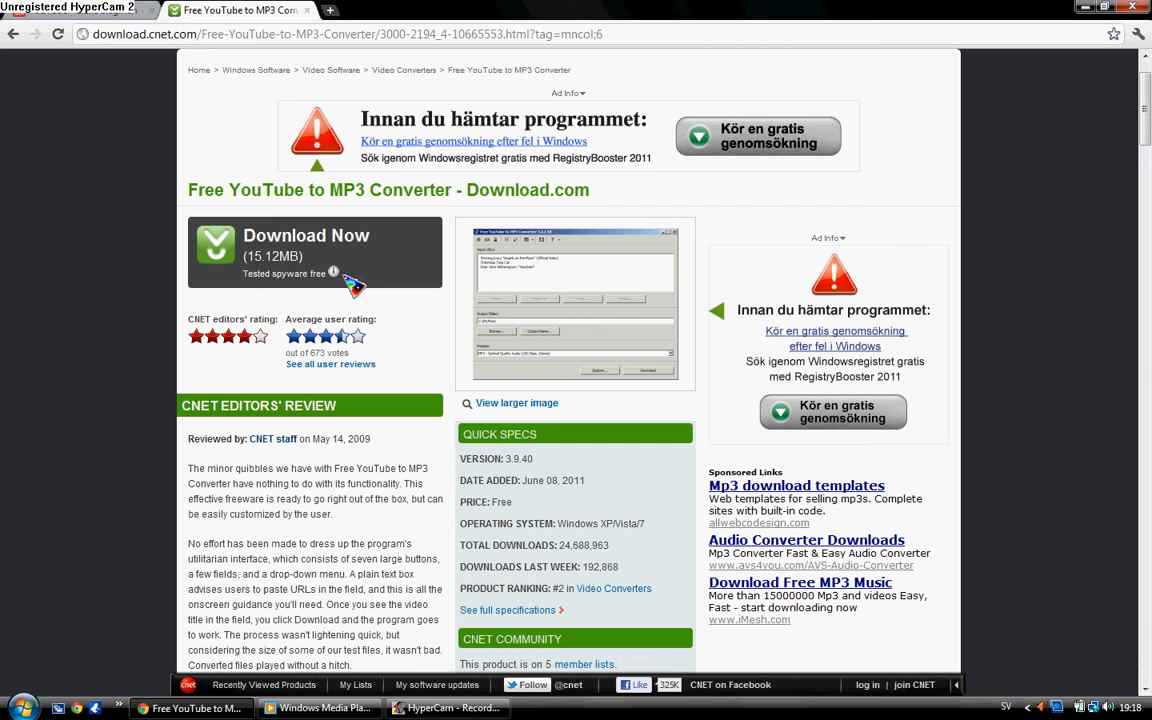 Unregistered HyperCam 2
Free YouTube to MP3 Con
download.cnet.com/Free-YouTube-to-MP3-Converter/3000-2194_4-10665553.html?tag=mncol;6
Home > Windows Software > Video Software > Video Converters > Free YouTube to MP3 Converter
Ad Info
Innan du hämtar programmet:
Kör en gratis genomsökning efter fel i Windows
Sök igenom Windowsregistret gratis med RegistryBooster 2011
Kör en gratis
genomsökning
Free YouTube to MP3 Converter - Download.com
Download Now
(15.12MB)
Tested spyware free
CNET editors' rating:
Average user rating:
out of 673 votes
See all user reviews
View larger image
Ad Info
Innan du hämtar programmet:
Kör en gratis genomsökning
efter fel i Windows
Sök igenom Windowsregistret gratis
med RegistryBooster 2011
Kör en gratis
genomsökning
CNET EDITORS' REVIEW
Reviewed by: CNET staff on May 14, 2009
The minor quibbles we have with Free YouTube to MP3
Converter have nothing to do with its functionality. This
effective freeware is ready to go right out of the box, but can
be easily customized by the user.
No effort has been made to dress up the program's
utilitarian interface, which consists of seven large buttons,
a few fields, and a drop-down menu. A plain text box
advises users to paste URLs in the field, and this is all the
onscreen guidance you'll need. Once you see the video
title in the field, you click Download and the program goes
to work. The process wasn't lightening quick, but
considering the size of some of our test files, it wasn't bad.
Converted files played without a hitch.
QUICK SPECS
VERSION: 3.9.40
DATE ADDED: June 08, 2011
PRICE: Free
OPERATING SYSTEM: Windows XP/Vista/7
TOTAL DOWNLOADS: 24,688,963
DOWNLOADS LAST WEEK: 192,868
PRODUCT RANKING: #2 in Video Converters
See full specifications >
CNET COMMUNITY
This product is on 5 member lists.
Sponsored Links
Mp3 download templates
Web templates for selling mp3s. Complete
sites with built-in code.
allwebcodesign.com
Audio Converter Downloads
Mp3 Converter Fast & Easy Audio Converter
www.avs4you.com/AVS-Audio-Converter
Download Free MP3 Music
More than 15000000 Mp3 and videos Easy,
Fast - start downloading now
www.iMesh.com
cnet Recently Viewed Products My Lists My software updates Follow @cnet Like 325K CNET on Facebook log in join CNET
Free YouTube to M... Windows Media Pla... HyperCam - Record... SV 19:18